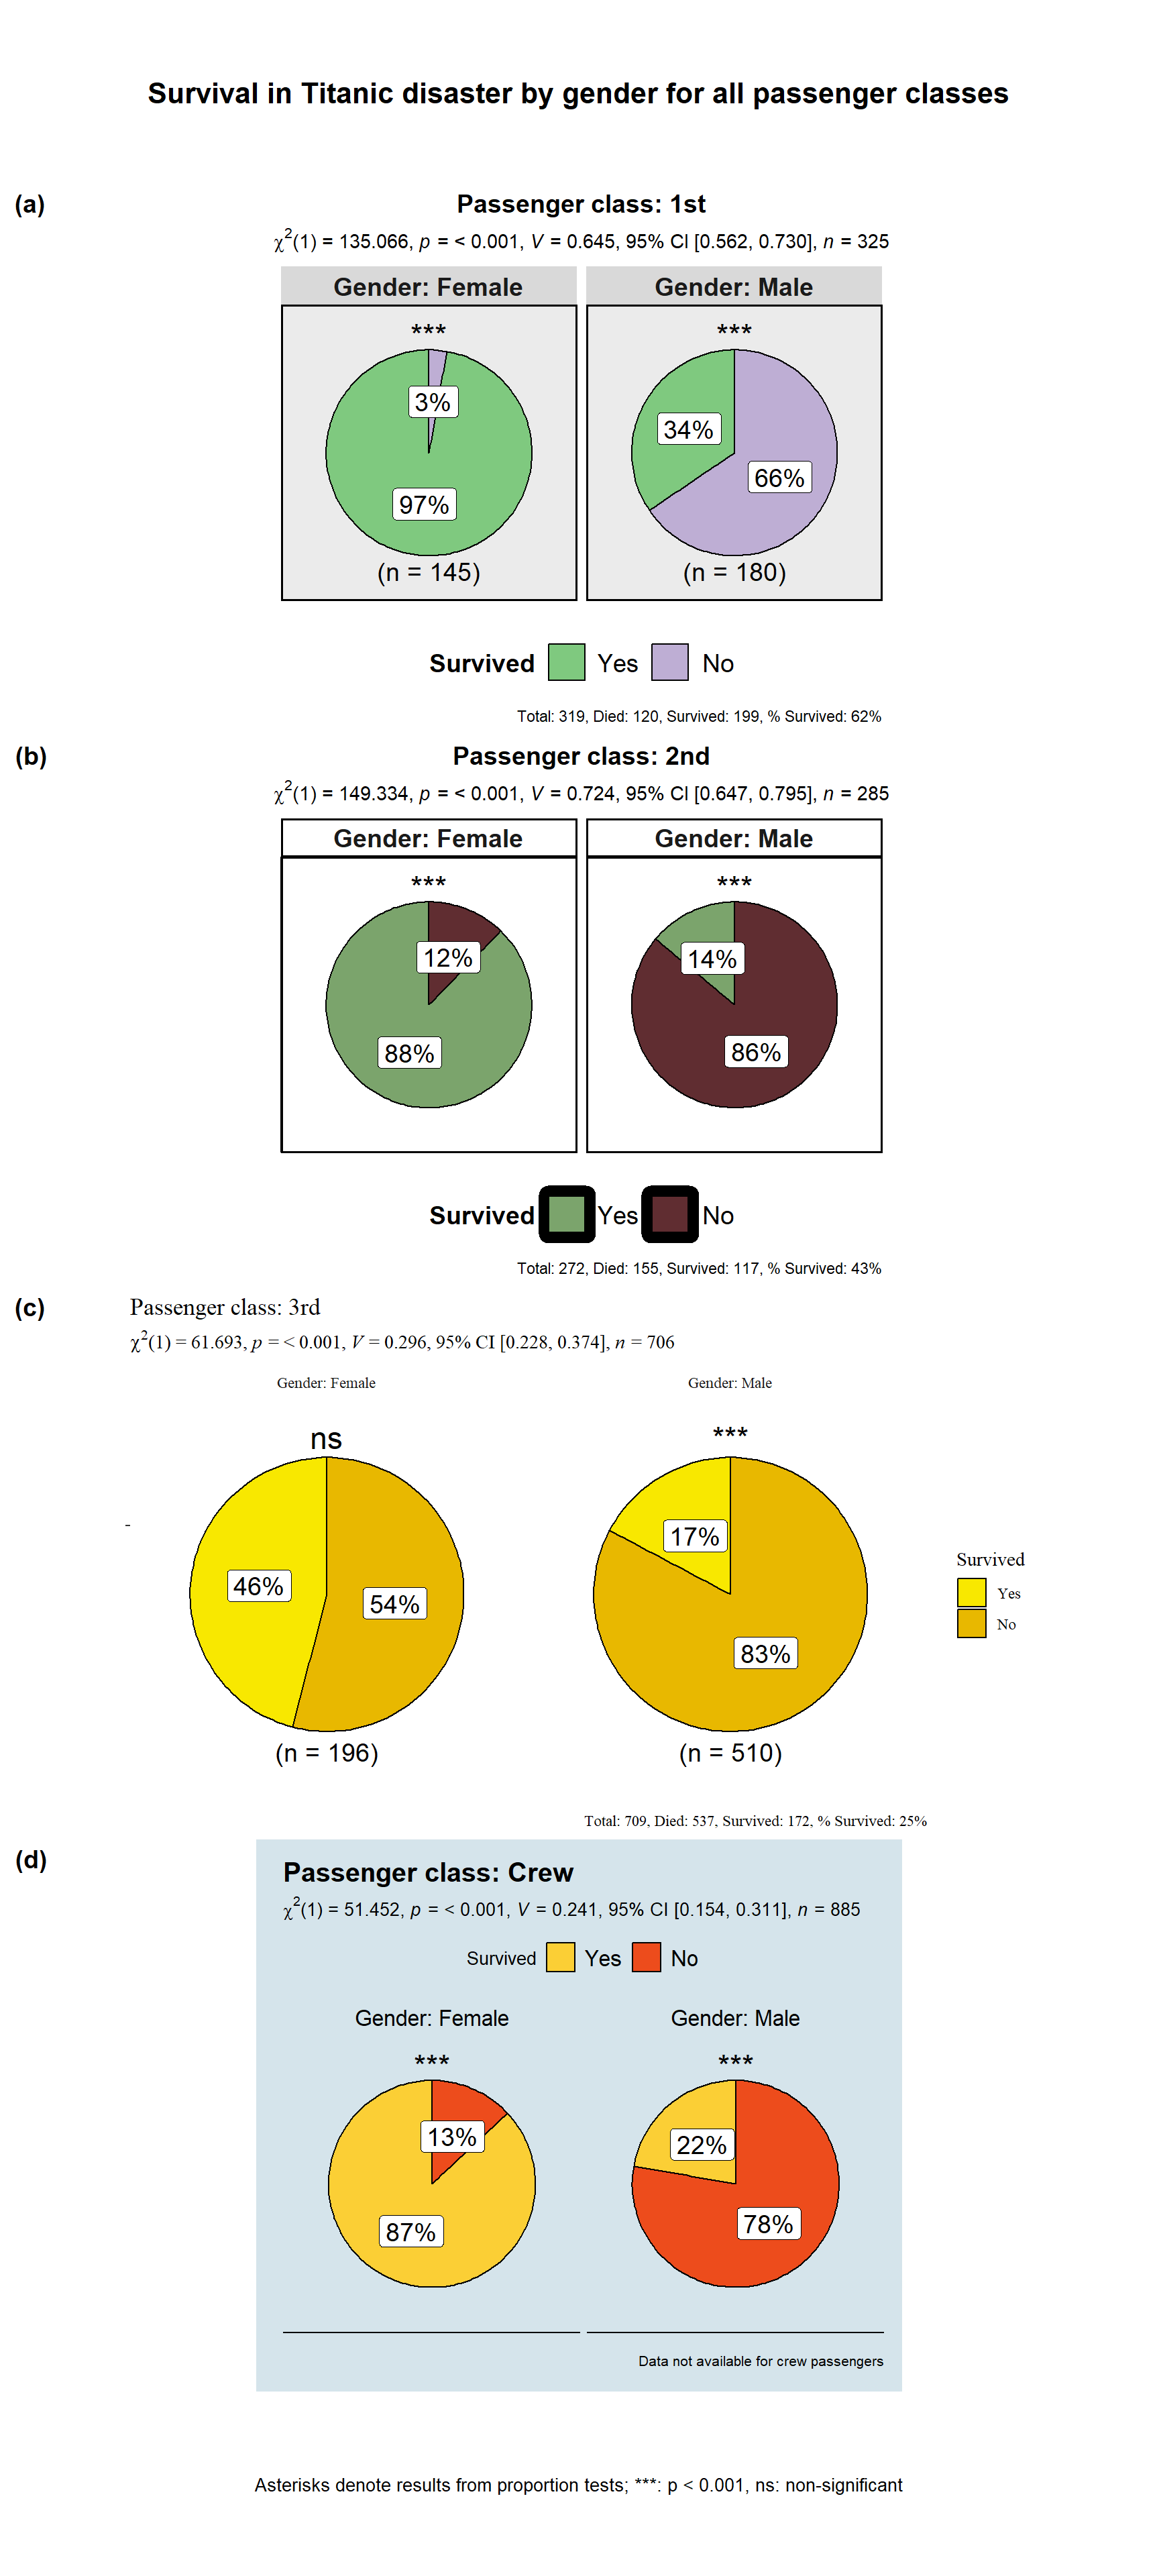 Survival in Titanic disaster by gender for all passenger classes
(a)
Passenger class: 1st
χ²(1) = 135.066, p = < 0.001, V = 0.645, 95% CI [0.562, 0.730], n = 325
Gender: Female Gender: Male
*** ***
3%
34%
66%
97%
(n = 145) (n = 180)
Survived Yes No
Total: 319, Died: 120, Survived: 199, % Survived: 62%
(b)
Passenger class: 2nd
χ²(1) = 149.334, p = < 0.001, V = 0.724, 95% CI [0.647, 0.795], n = 285
Gender: Female Gender: Male
*** ***
12% 14%
88% 86%
Survived Yes No
Total: 272, Died: 155, Survived: 117, % Survived: 43%
(c)
Passenger class: 3rd
χ²(1) = 61.693, p = < 0.001, V = 0.296, 95% CI [0.228, 0.374], n = 706
Gender: Female Gender: Male
ns ***
17%
46% 54%
83%
(n = 196) (n = 510)
Survived
Yes
No
Total: 709, Died: 537, Survived: 172, % Survived: 25%
(d)
Passenger class: Crew
χ²(1) = 51.452, p = < 0.001, V = 0.241, 95% CI [0.154, 0.311], n = 885
Survived Yes No
Gender: Female Gender: Male
*** ***
13% 22%
87% 78%
Data not available for crew passengers
Asterisks denote results from proportion tests; ***: p < 0.001, ns: non-significant